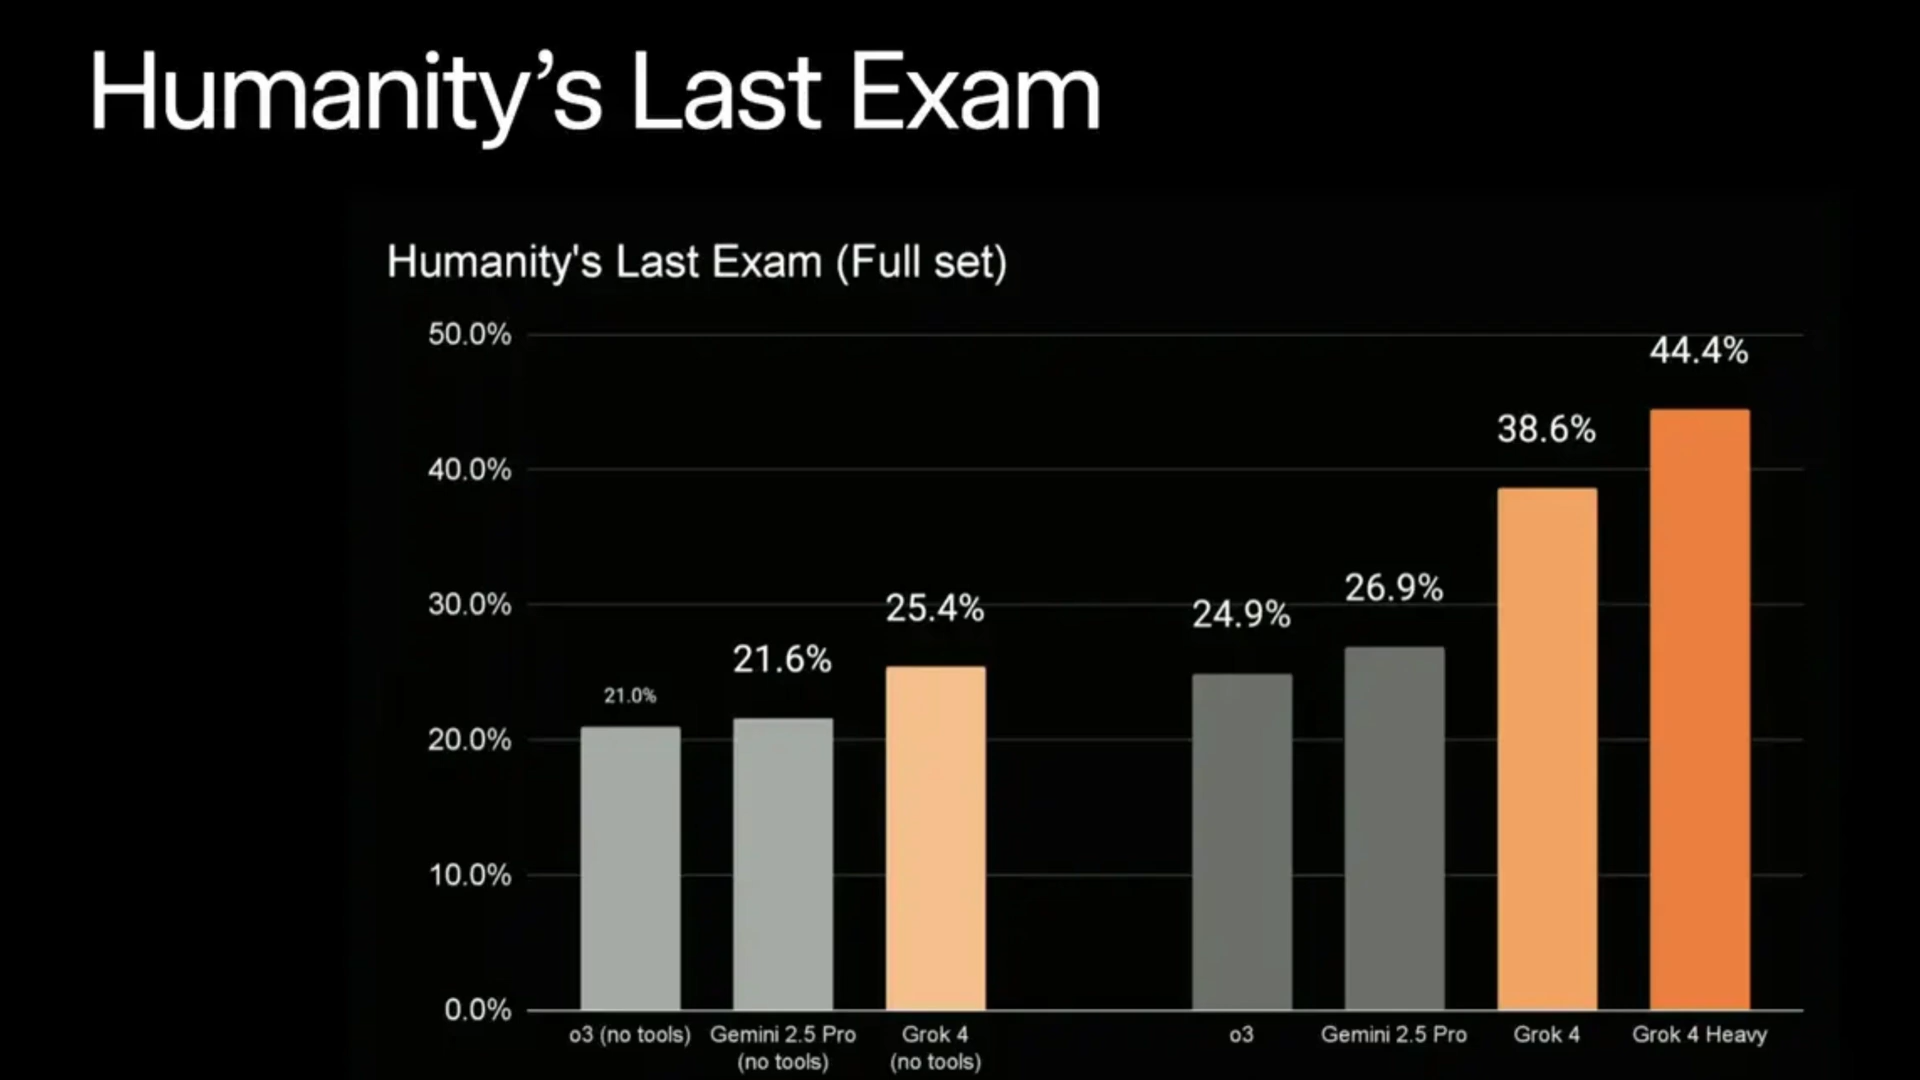 Humanity’s Last Exam
Humanity's Last Exam (Full set)
50.0%
40.0%
30.0%
20.0%
10.0%
0.0%
21.0%
21.6%
25.4%
24.9%
26.9%
38.6%
44.4%
o3 (no tools)
Gemini 2.5 Pro
(no tools)
Grok 4
(no tools)
o3
Gemini 2.5 Pro
Grok 4
Grok 4 Heavy